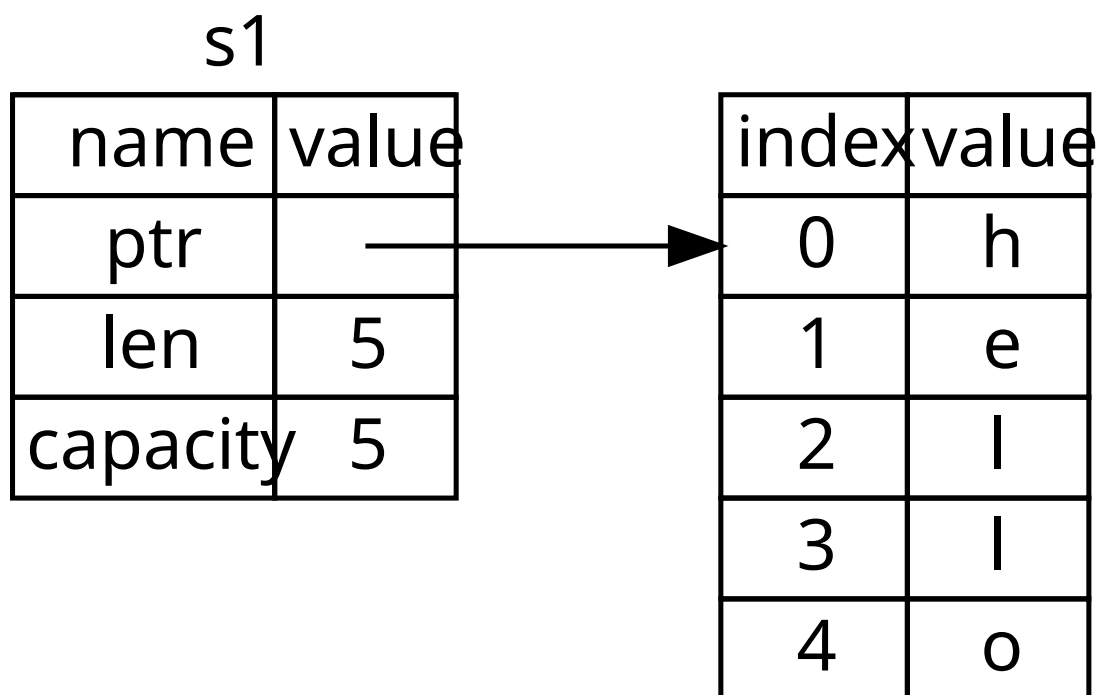 s1
name value
ptr
len 5
capacity 5
index value
0 h
1 e
2 l
3 l
4 o